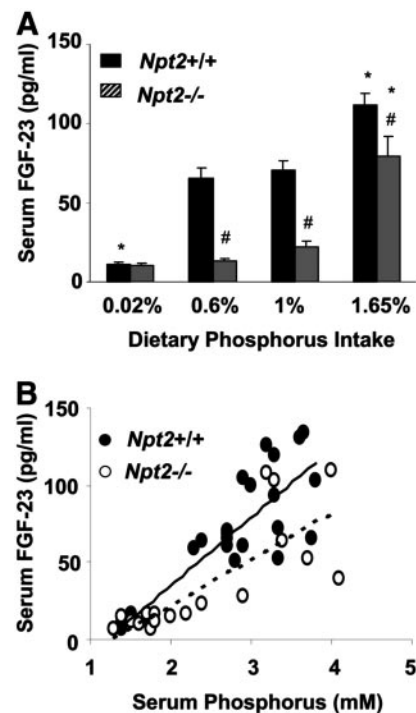 A
150
Npt2+/+
Npt2-/-
100
50
0
Serum FGF-23 (pg/ml)
*
#
#
*
*
#
0.02% 0.6% 1% 1.65%
Dietary Phosphorus Intake
B
150
Npt2+/+
Npt2-/-
100
50
0
Serum FGF-23 (pg/ml)
1 2 3 4 5
Serum Phosphorus (mM)